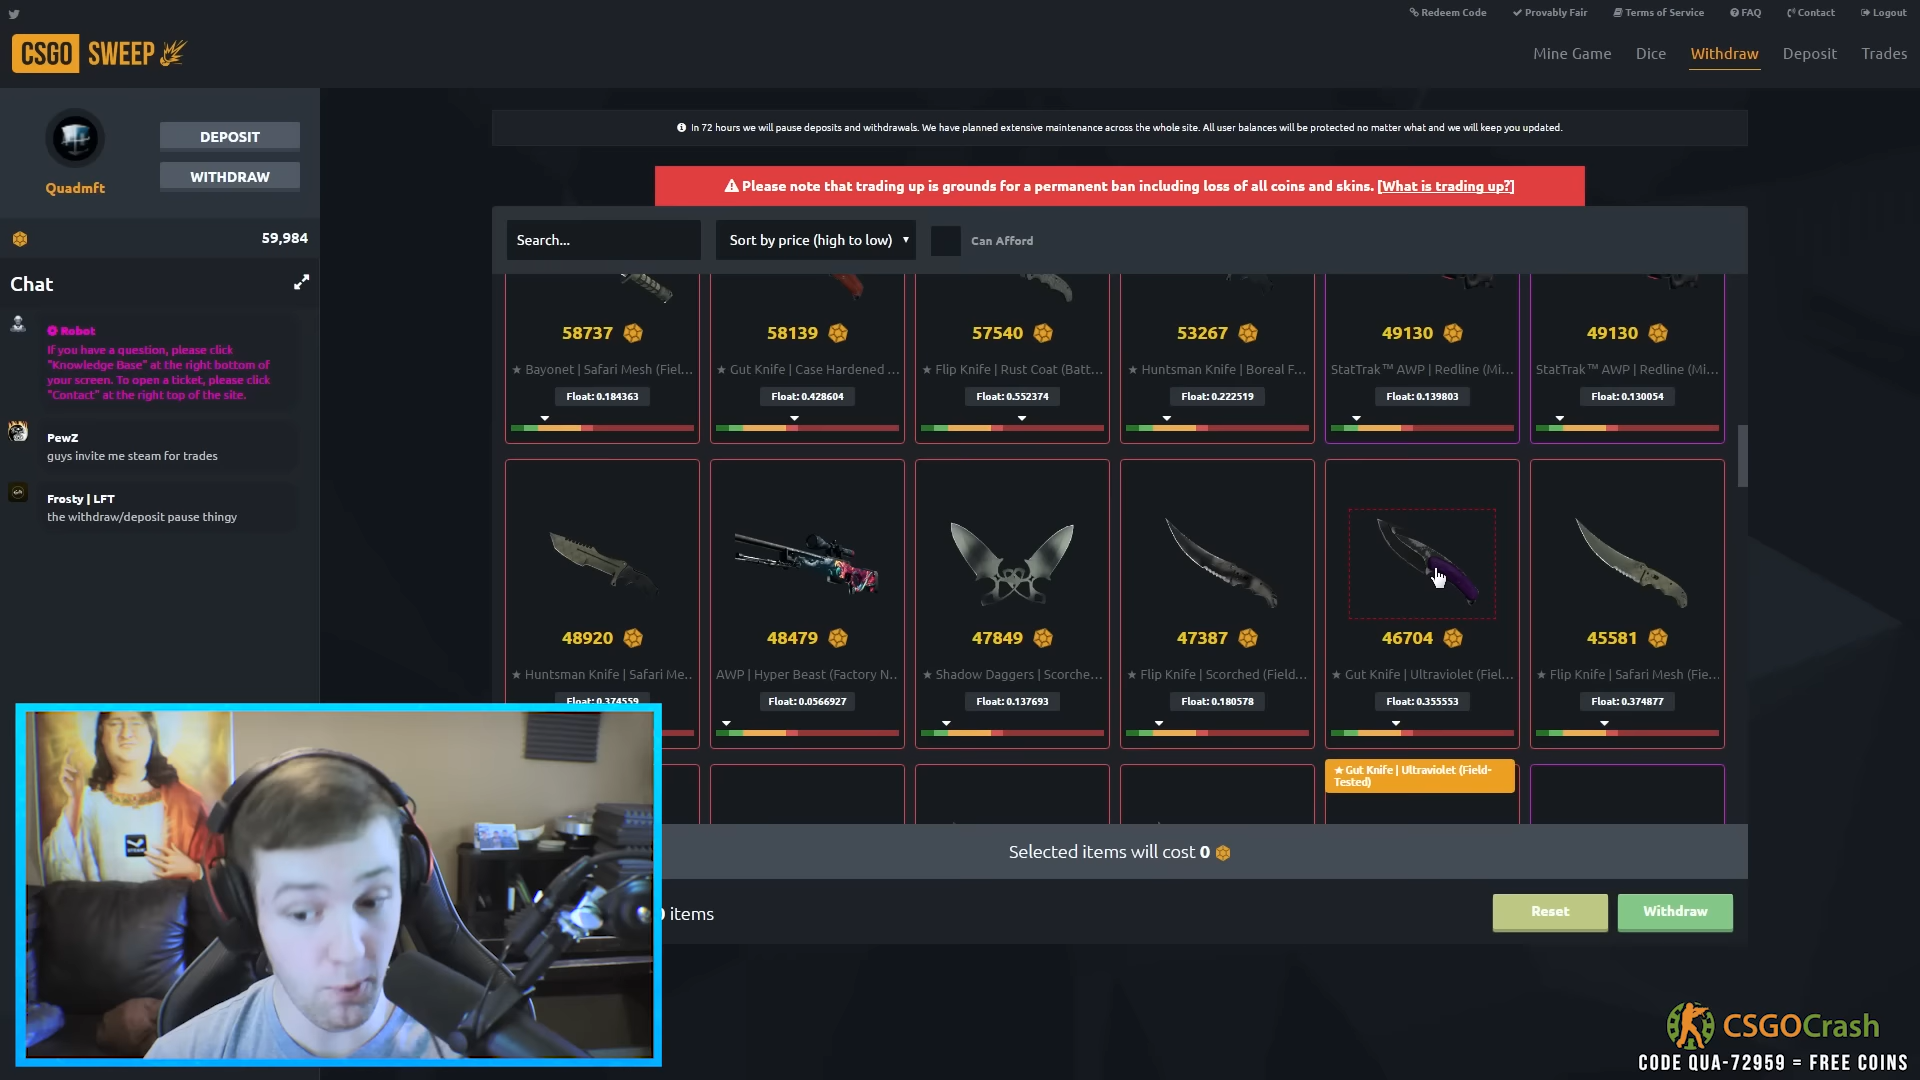 Redeem Code
Provably Fair
Terms of Service
FAQ
Contact
Logout
CSGO SWEEP
Mine Game
Dice
Withdraw
Deposit
Trades
Quadmft
DEPOSIT
WITHDRAW
59,984
Chat
Robot
If you have a question, please click
"Knowledge Base" at the right bottom of
your screen. To open a ticket, please click
"Contact" at the right top of the site.
PewZ
guys invite me steam for trades
Frosty | LFT
the withdraw/deposit pause thingy
In 72 hours we will pause deposits and withdrawals. We have planned extensive maintenance across the whole site. All user balances will be protected no matter what and we will keep you updated.
Please note that trading up is grounds for a permanent ban including loss of all coins and skins. [What is trading up?]
Search...
Sort by price (high to low)
Can Afford
58737
58139
57540
53267
49130
49130
★ Bayonet | Safari Mesh (Fiel...
★ Gut Knife | Case Hardened ...
★ Flip Knife | Rust Coat (Batt...
★ Huntsman Knife | Boreal F...
StatTrak™ AWP | Redline (Mi...
StatTrak™ AWP | Redline (Mi...
Float: 0.184363
Float: 0.428604
Float: 0.552374
Float: 0.222519
Float: 0.139803
Float: 0.130054
48920
48479
47849
47387
46704
45581
★ Huntsman Knife | Safari Me...
AWP | Hyper Beast (Factory N...
★ Shadow Daggers | Scorche...
★ Flip Knife | Scorched (Field...
★ Gut Knife | Ultraviolet (Fiel...
★ Flip Knife | Safari Mesh (Fie...
Float: 0.374559
Float: 0.0566927
Float: 0.137693
Float: 0.180578
Float: 0.355553
Float: 0.374877
★ Gut Knife | Ultraviolet (Field-
Tested)
Selected items will cost 0
items
Reset
Withdraw
STEAM
CSGOCrash
CODE QUA-72959 = FREE COINS